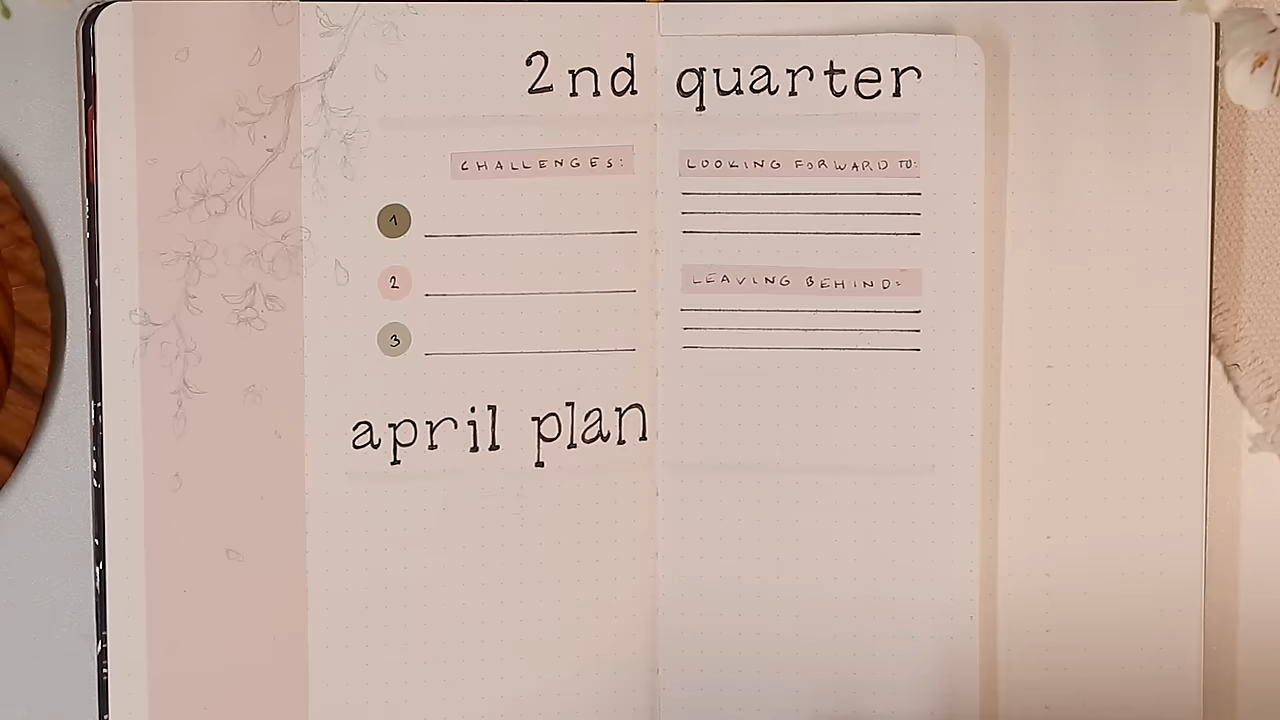 2nd quarter
CHALLENGES:
1
2
3
LOOKING FORWARD TO:
LEAVING BEHIND:
april plan